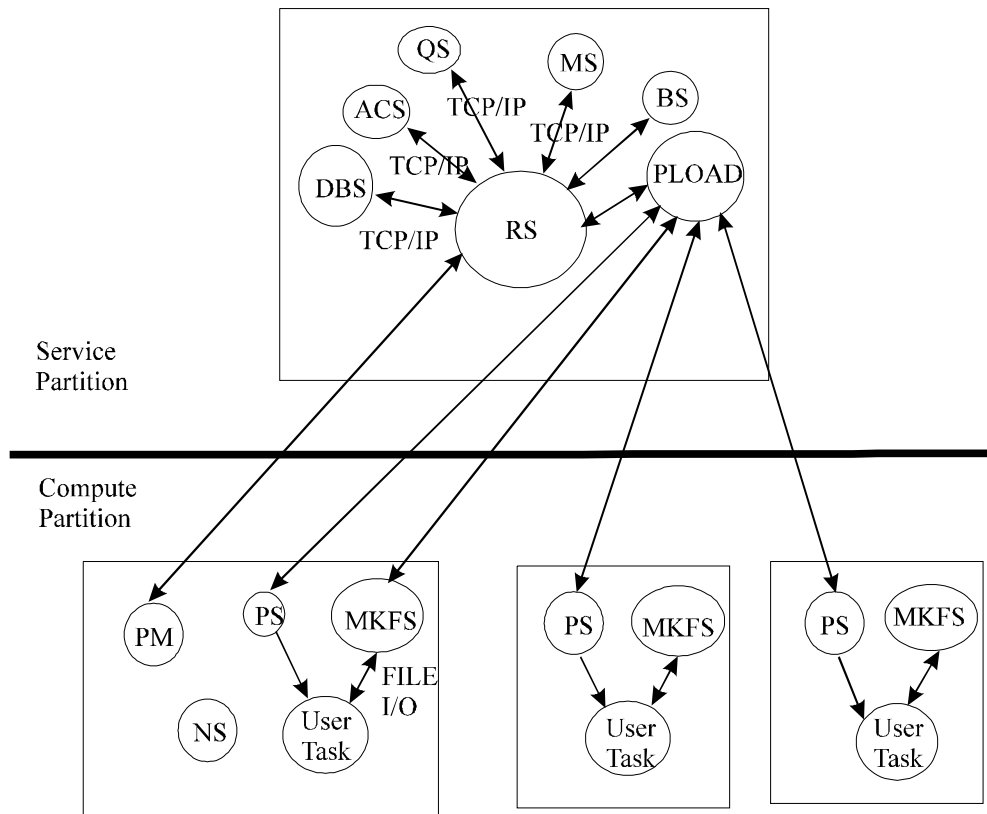 QS
MS
BS
TCP/IP
ACS
TCP/IP
TCP/IP
PLOAD
DBS
RS
TCP/IP
Service
Partition
Compute
Partition
PM
PS
MKFS
FILE
I/O
NS
User
Task
PS
MKFS
User
Task
PS
MKFS
User
Task